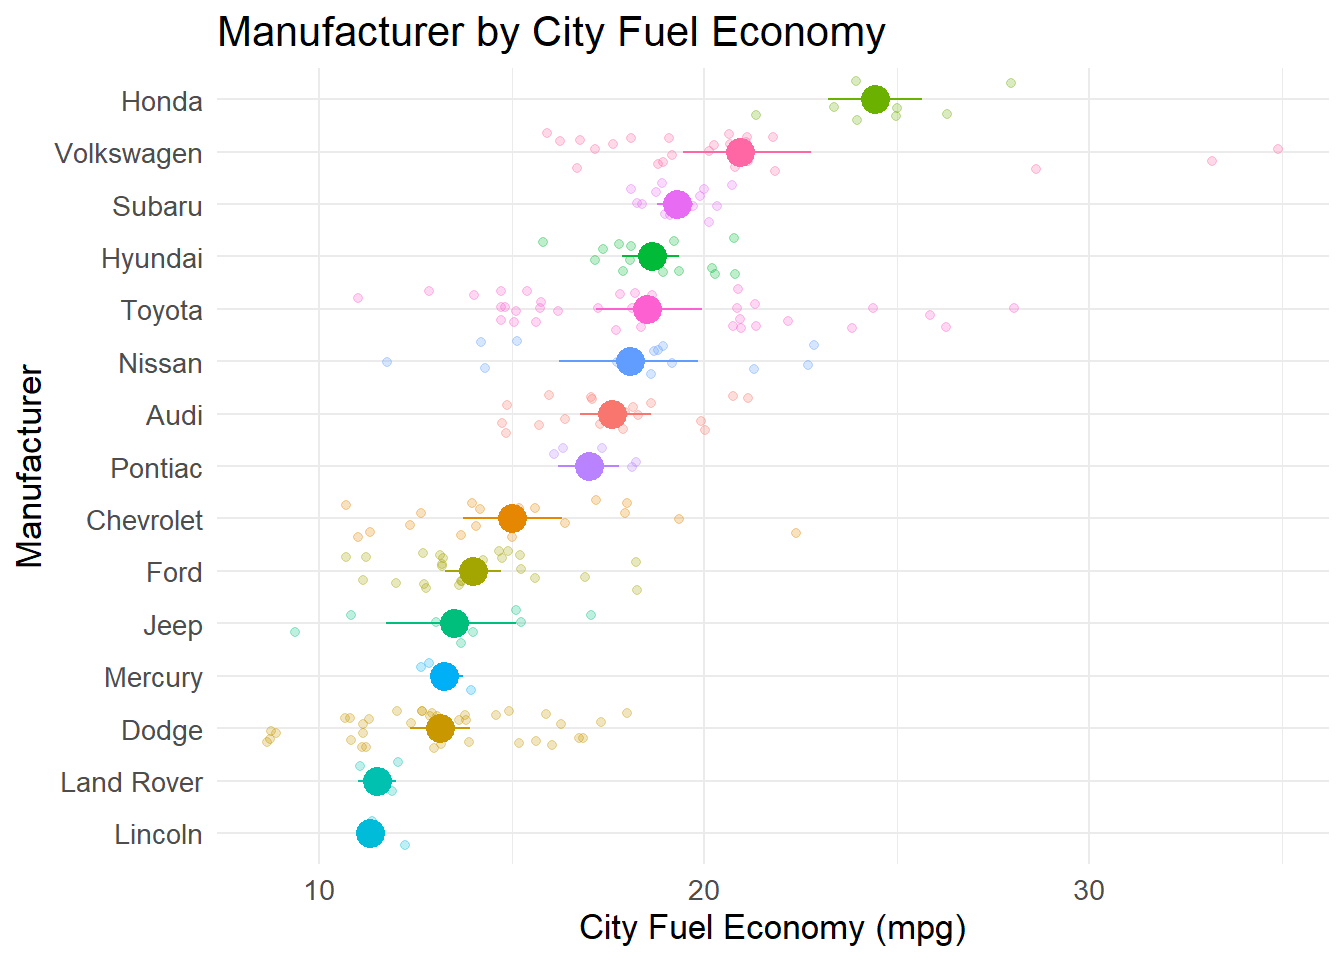 Manufacturer by City Fuel Economy
Manufacturer
Honda
Volkswagen
Subaru
Hyundai
Toyota
Nissan
Audi
Pontiac
Chevrolet
Ford
Jeep
Mercury
Dodge
Land Rover
Lincoln
10 20 30
City Fuel Economy (mpg)